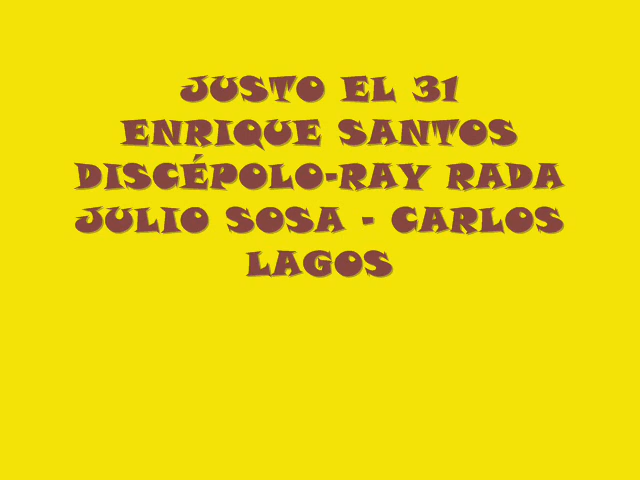 JUSTO EL 31
ENRIQUE SANTOS
DISCÉPOLO-RAY RADA
JULIO SOSA - CARLOS
LAGOS